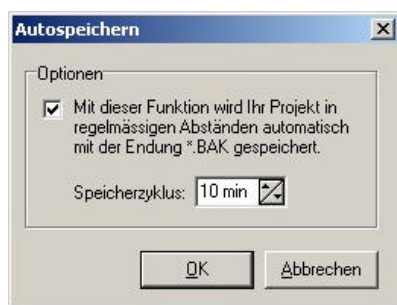 Autospeichern
Optionen
Mit dieser Funktion wird Ihr Projekt in
regelmässigen Abständen automatisch
mit der Endung *.BAK gespeichert.
Speicherzyklus: 10 min
OK
Abbrechen